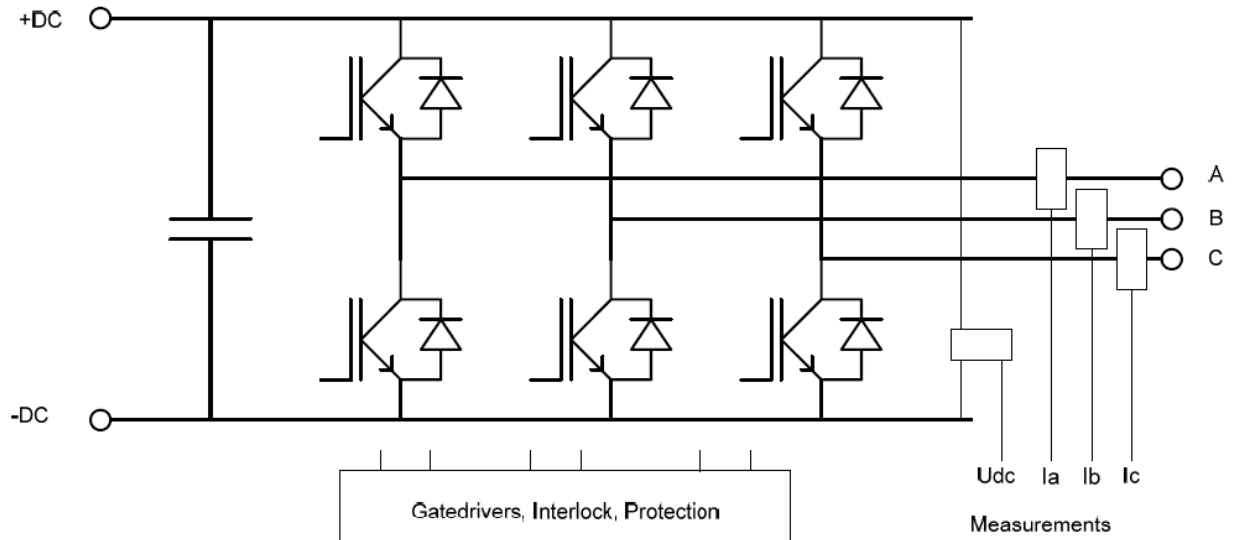 +DC
A
B
C
-DC
Udc Ia Ib Ic
Gatedrivers, Interlock, Protection
Measurements